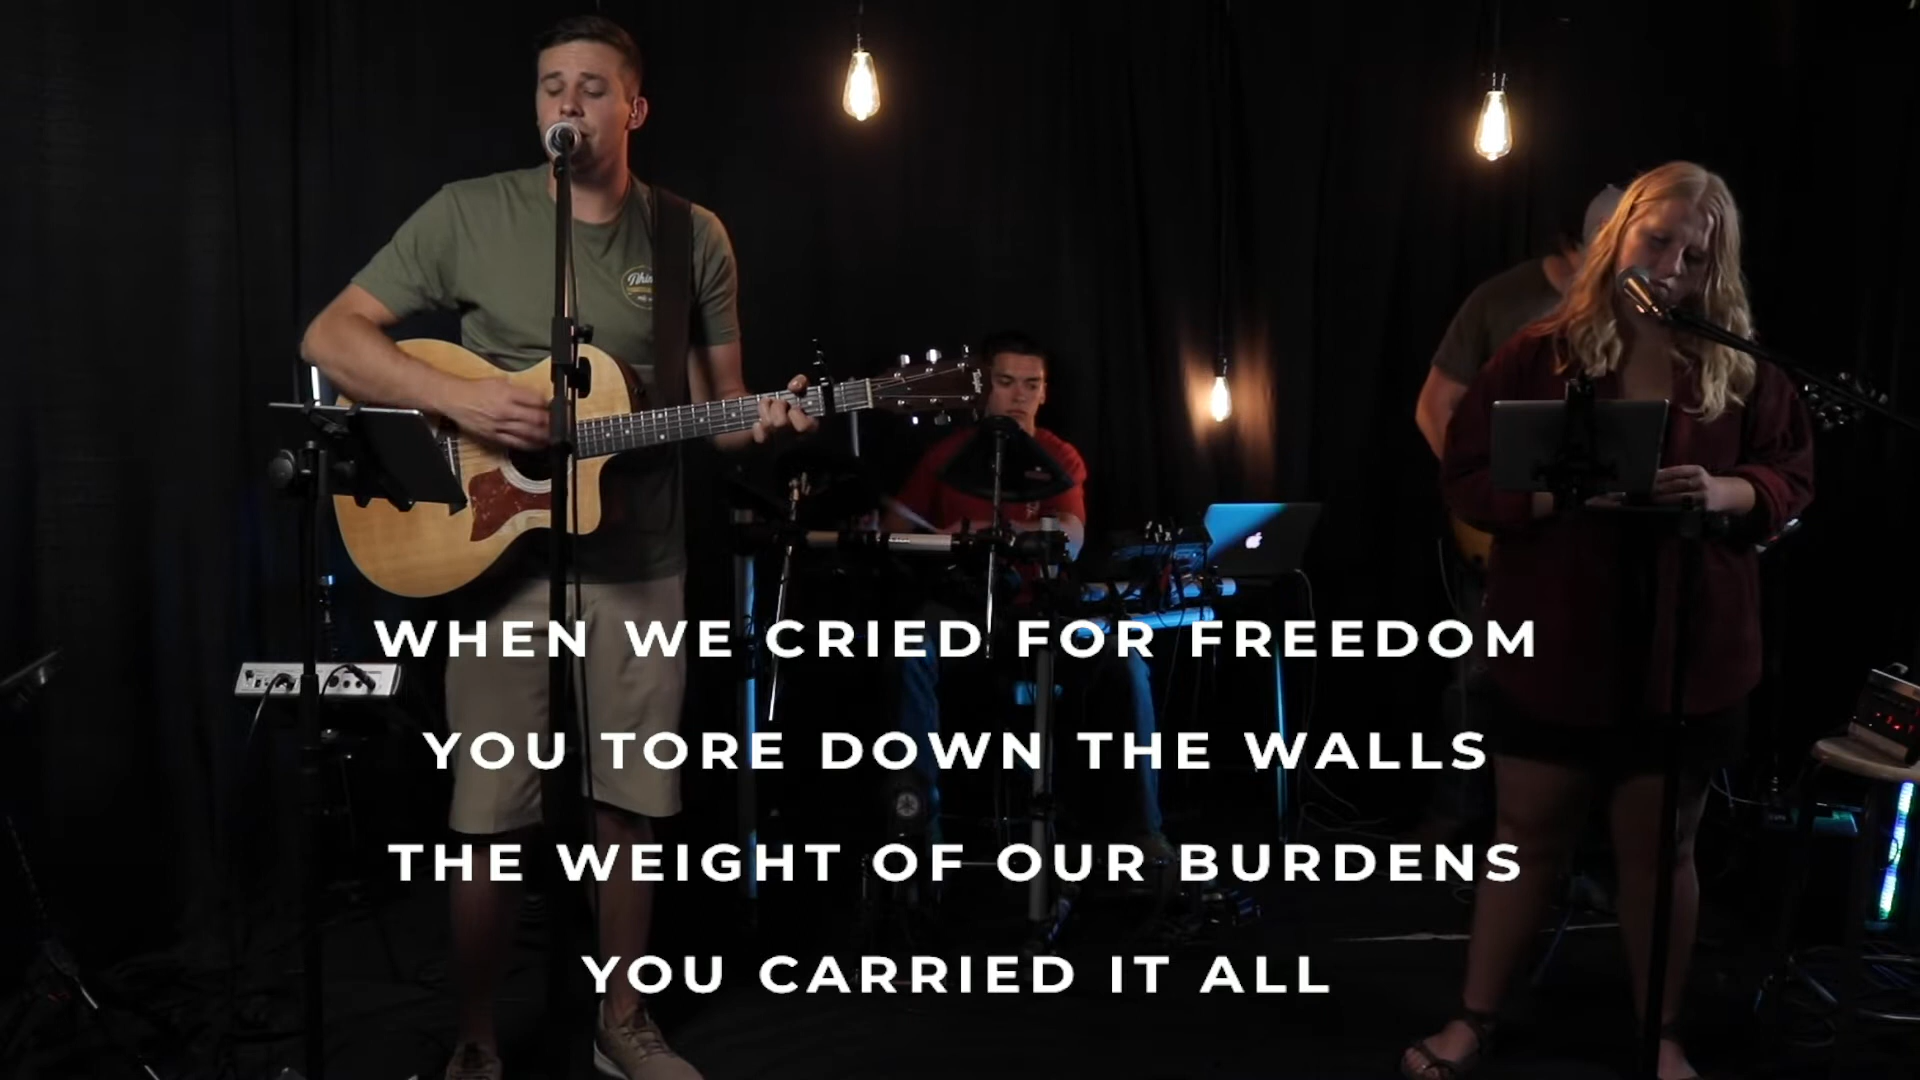 WHEN WE CRIED FOR FREEDOM
YOU TORE DOWN THE WALLS
THE WEIGHT OF OUR BURDENS
YOU CARRIED IT ALL